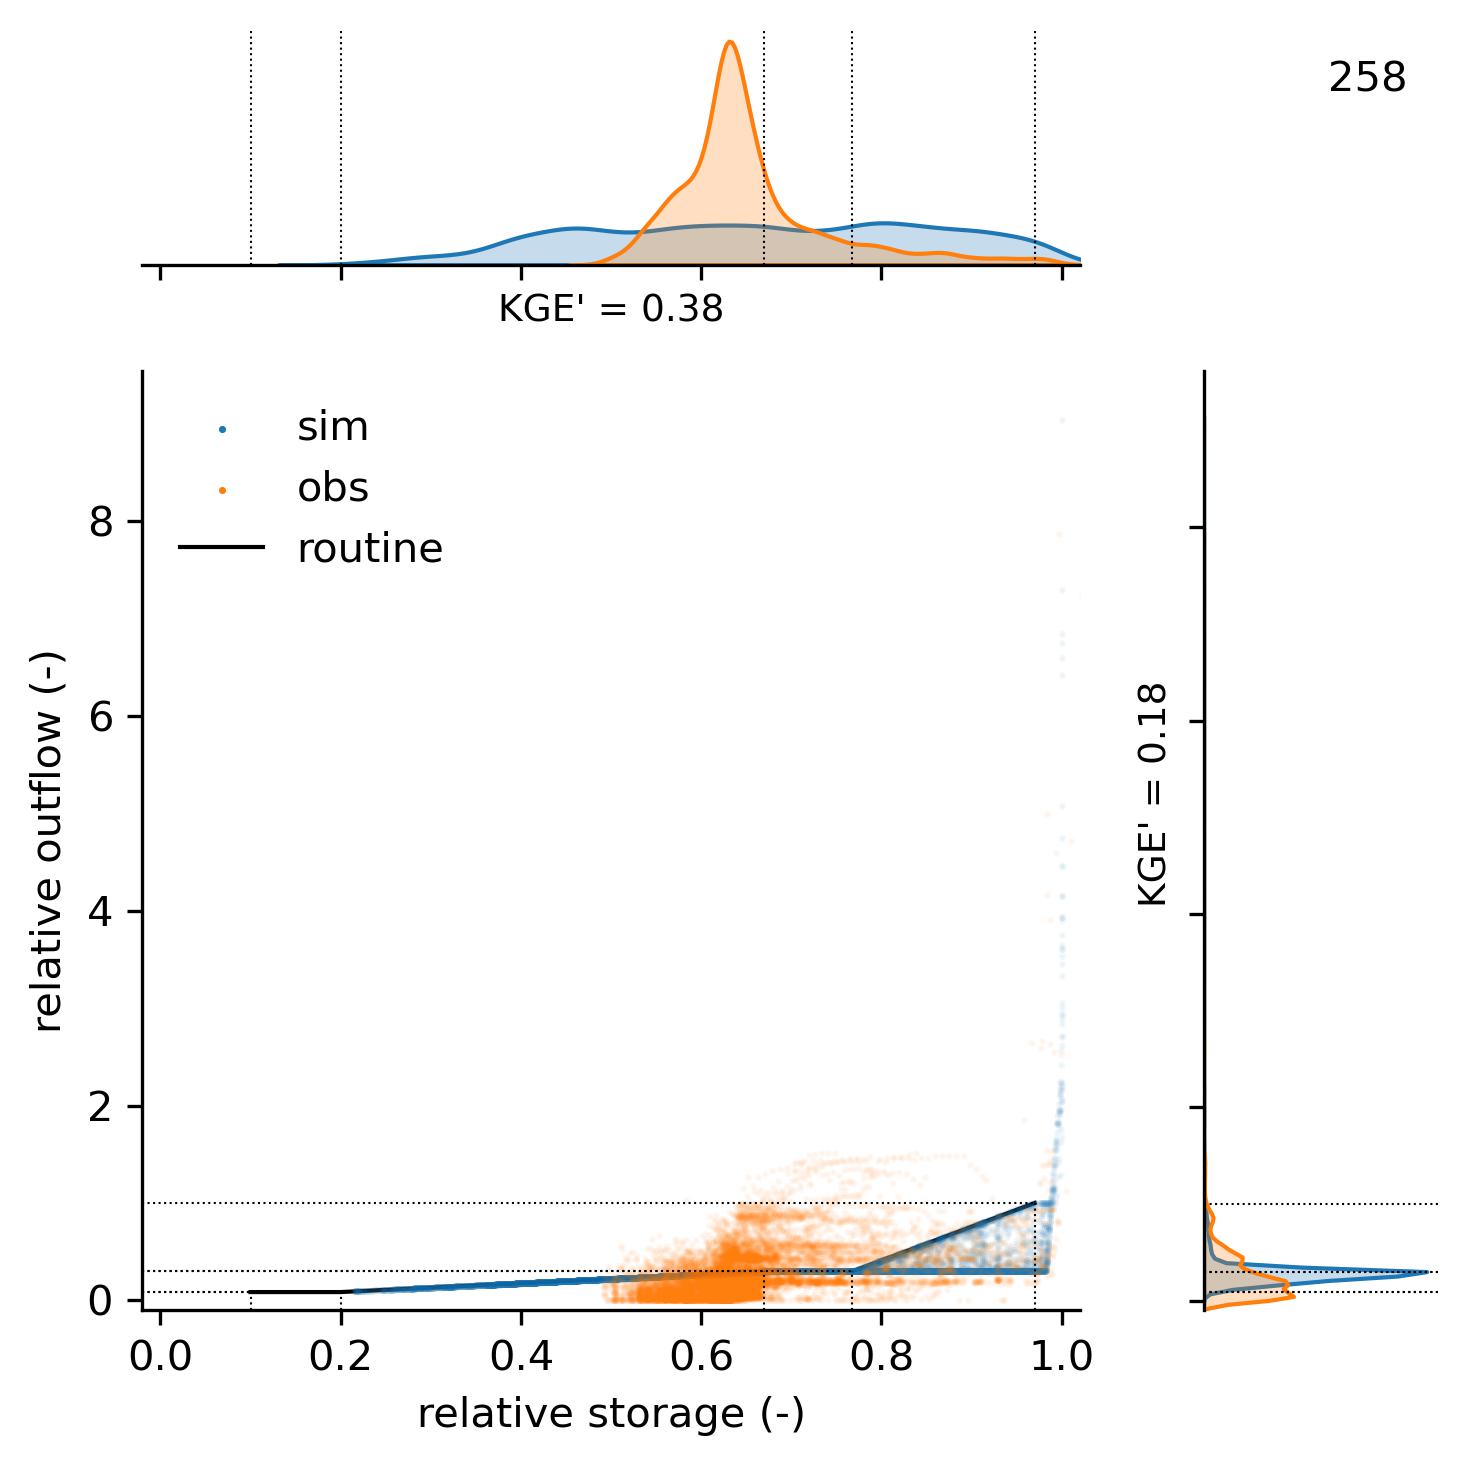 258
KGE' = 0.38
sim
obs
routine
8
6
4
2
0
relative outflow (-)
KGE' = 0.18
0.0 0.2 0.4 0.6 0.8 1.0
relative storage (-)